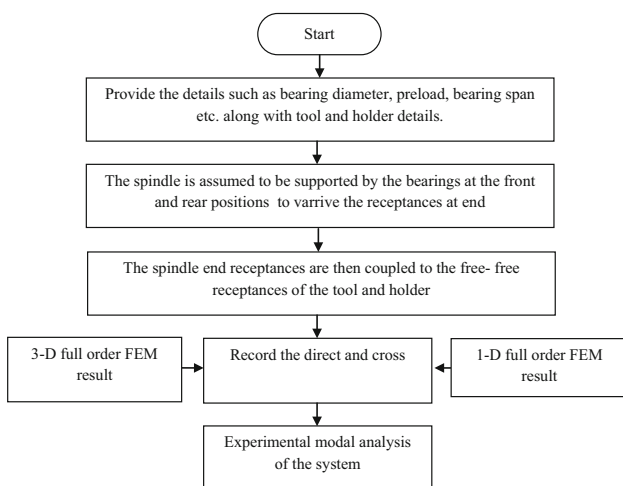 Start
Provide the details such as bearing diameter, preload, bearing span
etc. along with tool and holder details.
The spindle is assumed to be supported by the bearings at the front
and rear positions to varrive the receptances at end
The spindle end receptances are then coupled to the free- free
receptances of the tool and holder
3-D full order FEM
result
Record the direct and cross
1-D full order FEM
result
Experimental modal analysis
of the system